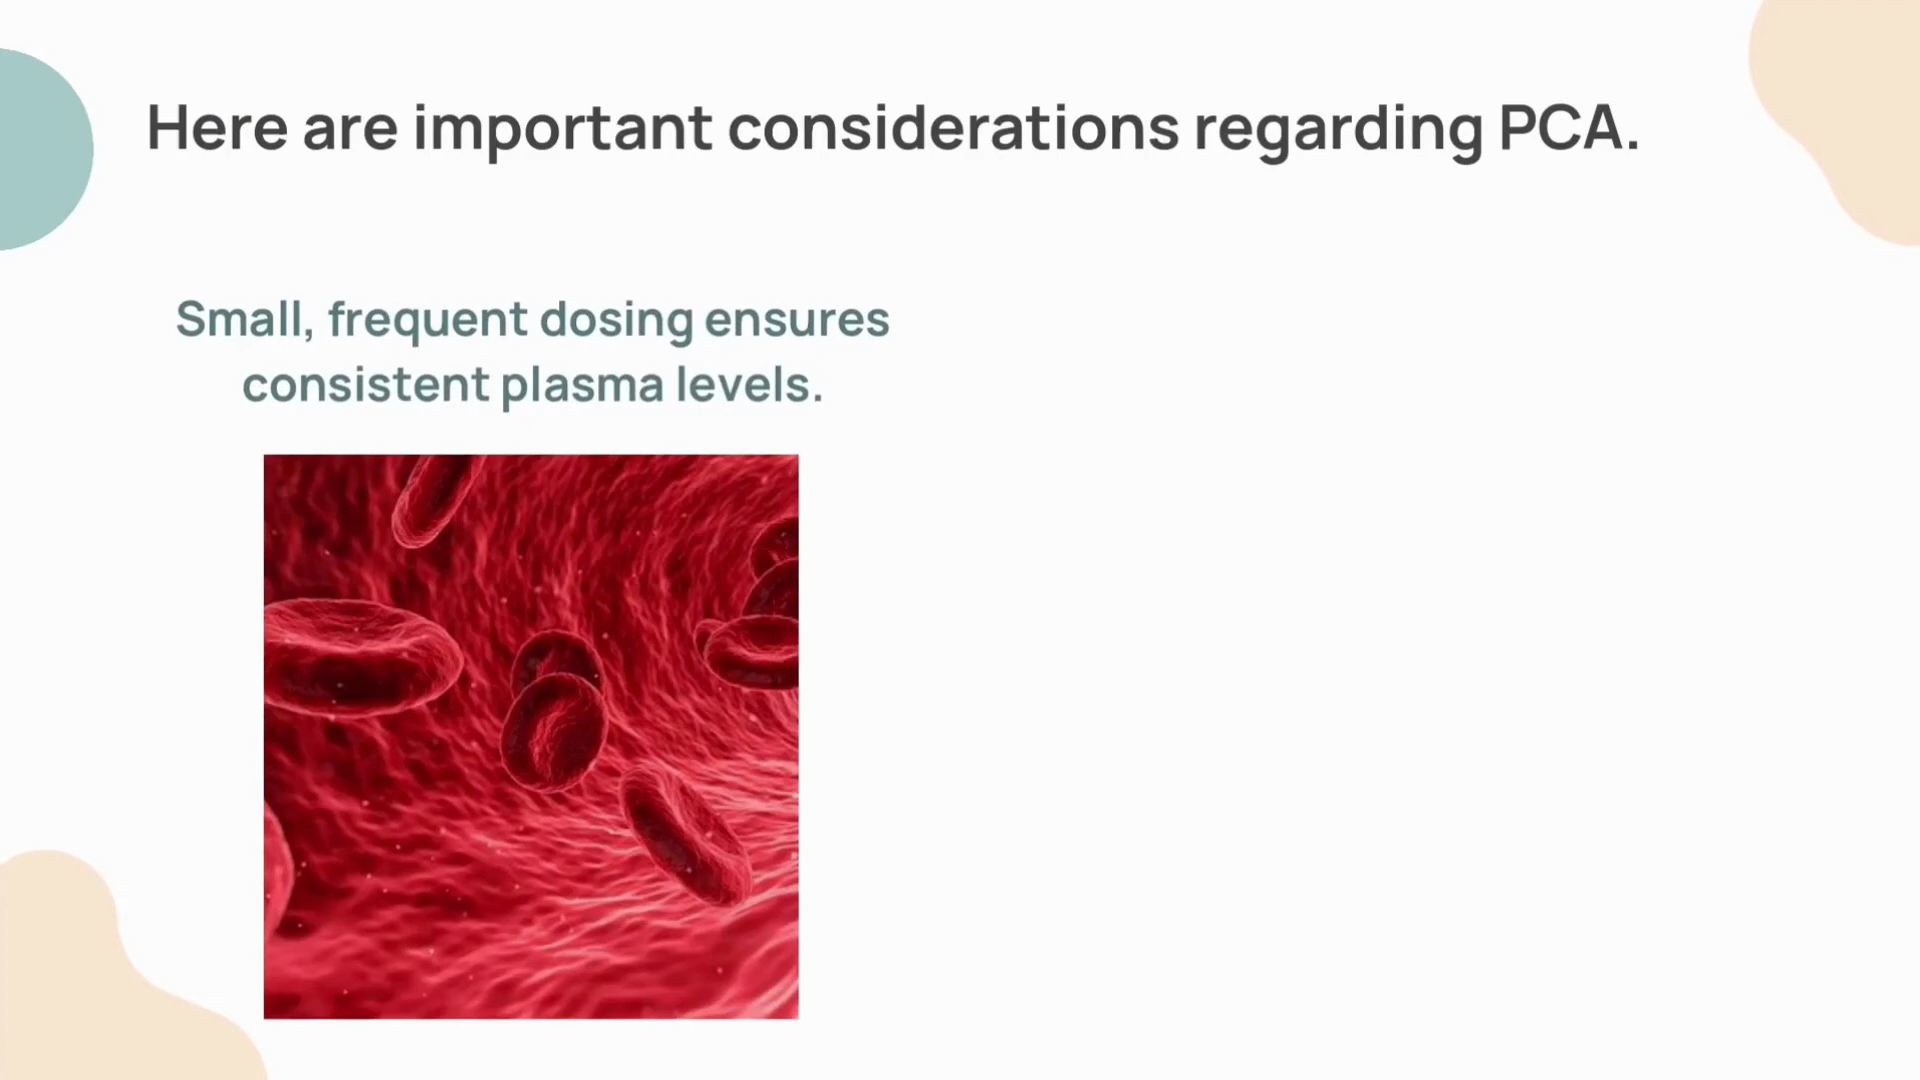 Here are important considerations regarding PCA.
Small, frequent dosing ensures
consistent plasma levels.